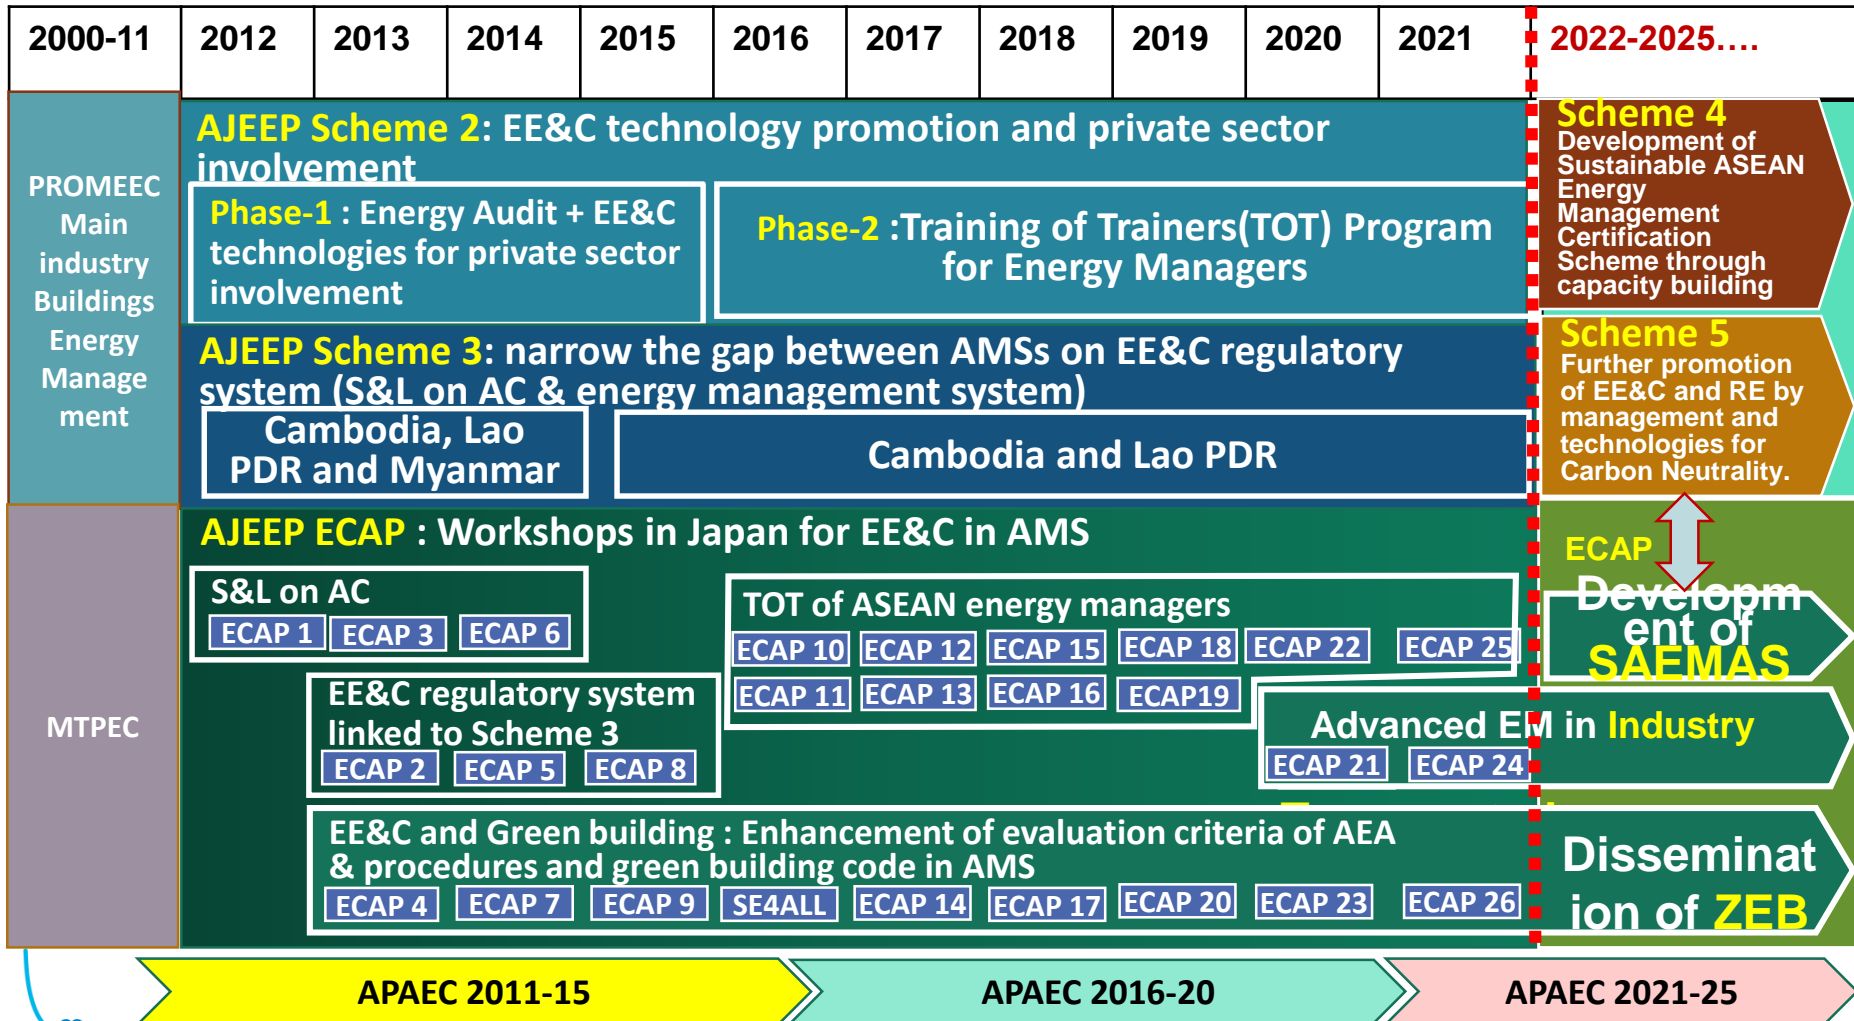 2000-11 2012 2013 2014 2015 2016 2017 2018 2019 2020 2021 2022-2025....
PROMEEC
Main
industry
Buildings
Energy
Manage
ment
AJEEP Scheme 2: EE&C technology promotion and private sector
involvement
Phase-1 : Energy Audit + EE&C
technologies for private sector
involvement
Phase-2 :Training of Trainers(TOT) Program
for Energy Managers
Scheme 4
Development of
Sustainable ASEAN
Energy
Management
Certification
Scheme through
capacity building
AJEEP Scheme 3: narrow the gap between AMSs on EE&C regulatory
system (S&L on AC & energy management system)
Cambodia, Lao
PDR and Myanmar
Cambodia and Lao PDR
Scheme 5
Further promotion
of EE&C and RE by
management and
technologies for
Carbon Neutrality.
MTPEC
AJEEP ECAP : Workshops in Japan for EE&C in AMS
S&L on AC
ECAP 1 ECAP 3 ECAP 6
EE&C regulatory system
linked to Scheme 3
ECAP 2 ECAP 5 ECAP 8
TOT of ASEAN energy managers
ECAP 10 ECAP 12 ECAP 15 ECAP 18 ECAP 22 ECAP 25
ECAP 11 ECAP 13 ECAP 16 ECAP19
ECAP
Developm
ent of
SAEMAS
Advanced EM in Industry
ECAP 21 ECAP 24
EE&C and Green building : Enhancement of evaluation criteria of AEA
& procedures and green building code in AMS
ECAP 4 ECAP 7 ECAP 9 SE4ALL ECAP 14 ECAP 17 ECAP 20 ECAP 23 ECAP 26
Disseminat
ion of ZEB
APAEC 2011-15 APAEC 2016-20 APAEC 2021-25